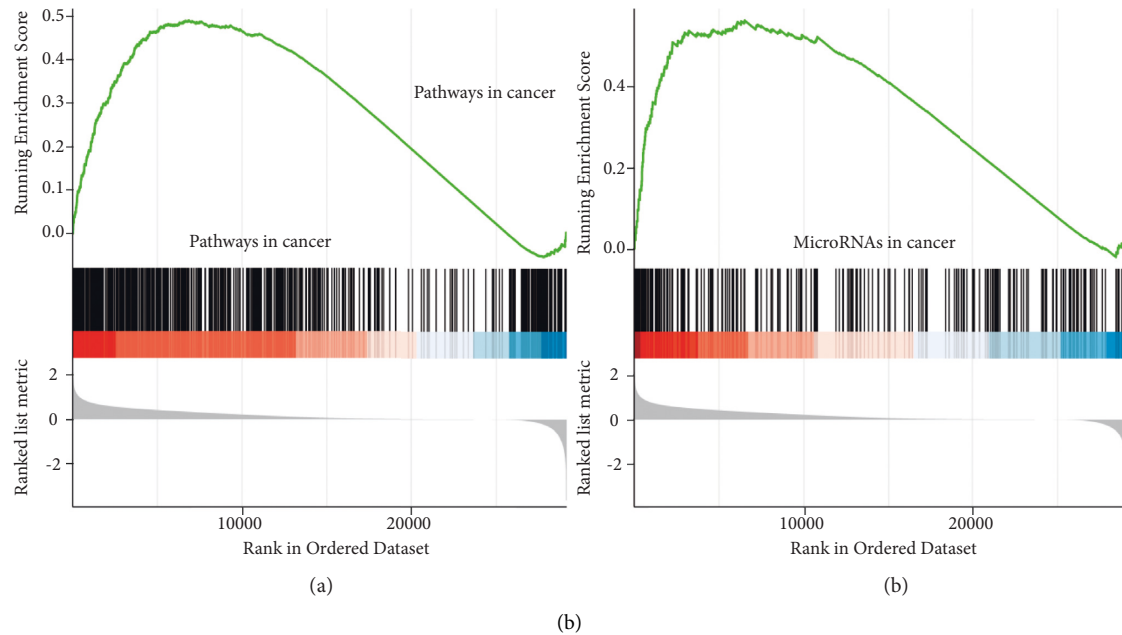 Running Enrichment Score
0.5
0.4
0.3
0.2
0.1
0.0
Pathways in cancer
Pathways in cancer
Ranked list metric
2
0
-2
10000
20000
Rank in Ordered Dataset
(a)
Running Enrichment Score
0.4
0.2
0.0
MicroRNAs in cancer
Ranked list metric
2
0
-2
10000
20000
Rank in Ordered Dataset
(b)
(b)